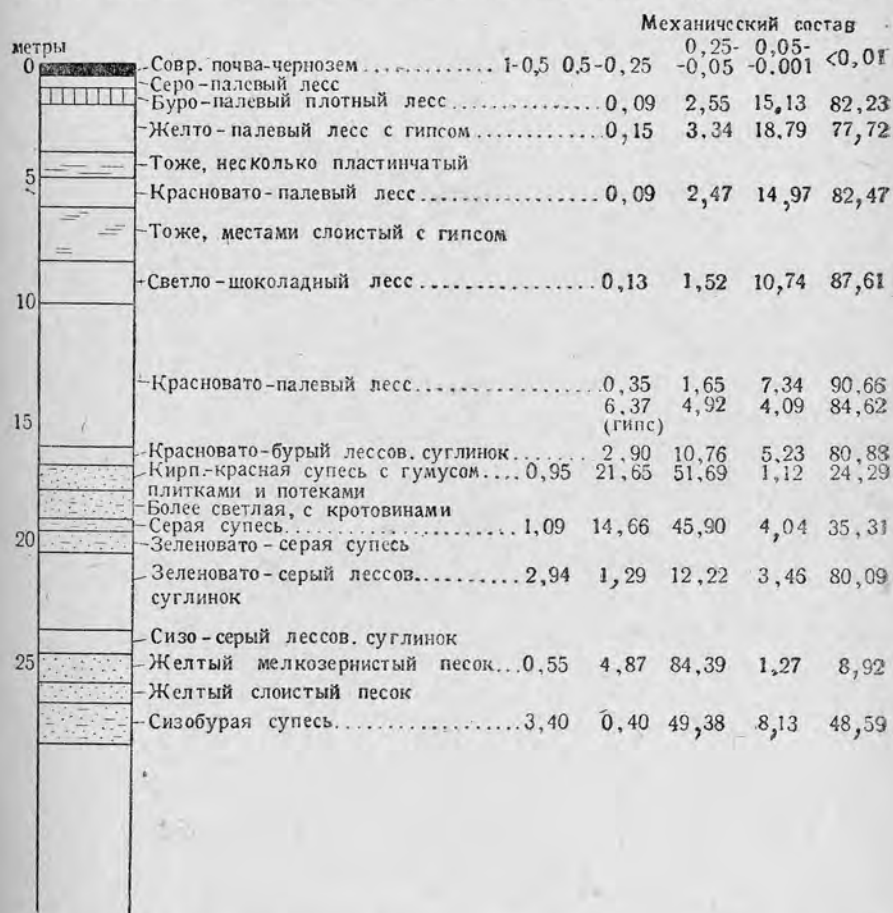 Механический состав
метры
0,25- 0,05-
0 Совр. почва-чернозем............... 1-0,5 0,5-0,25 -0,05 -0.001 <0,01
Серо-палевый лесс
Буро-палевый плотный лесс...............0,09 2,55 15,13 82,23
Желто-палевый лесс с гипсом...........0,15 3.34 18.79 77,72
Тоже, несколько пластинчатый
5
Красновато-палевый лесс.................0,09 2,47 14,97 82,47
Тоже, местами слоистый с гипсом
Светло-шоколадный лесс................0,13 1,52 10,74 87,61
10
Красновато-палевый лесс.................0,35 1,65 7,34 90,66
6,37 4,92 4,09 84,62
15 (гипс)
Красновато-бурый лессов. суглинок.......2,90 10,76 5,23 80,88
Кирп.-красная супесь с гумусом....0,95 21,65 51,69 1,12 24,29
плитками и потеками
Более светлая, с кротовинами
Серая супесь......................1,09 14,66 45,90 4,04 35,31
20 Зеленовато-серая супесь
Зеленовато-серый лессов..........2,94 1,29 12,22 3,46 80,09
суглинок
Сизо-серый лессов. суглинок
25 Желтый мелкозернистый песок...0,55 4,87 84,39 1,27 8,92
Желтый слоистый песок
Сизобурая супесь..................3,40 0,40 49,38 8,13 48,59